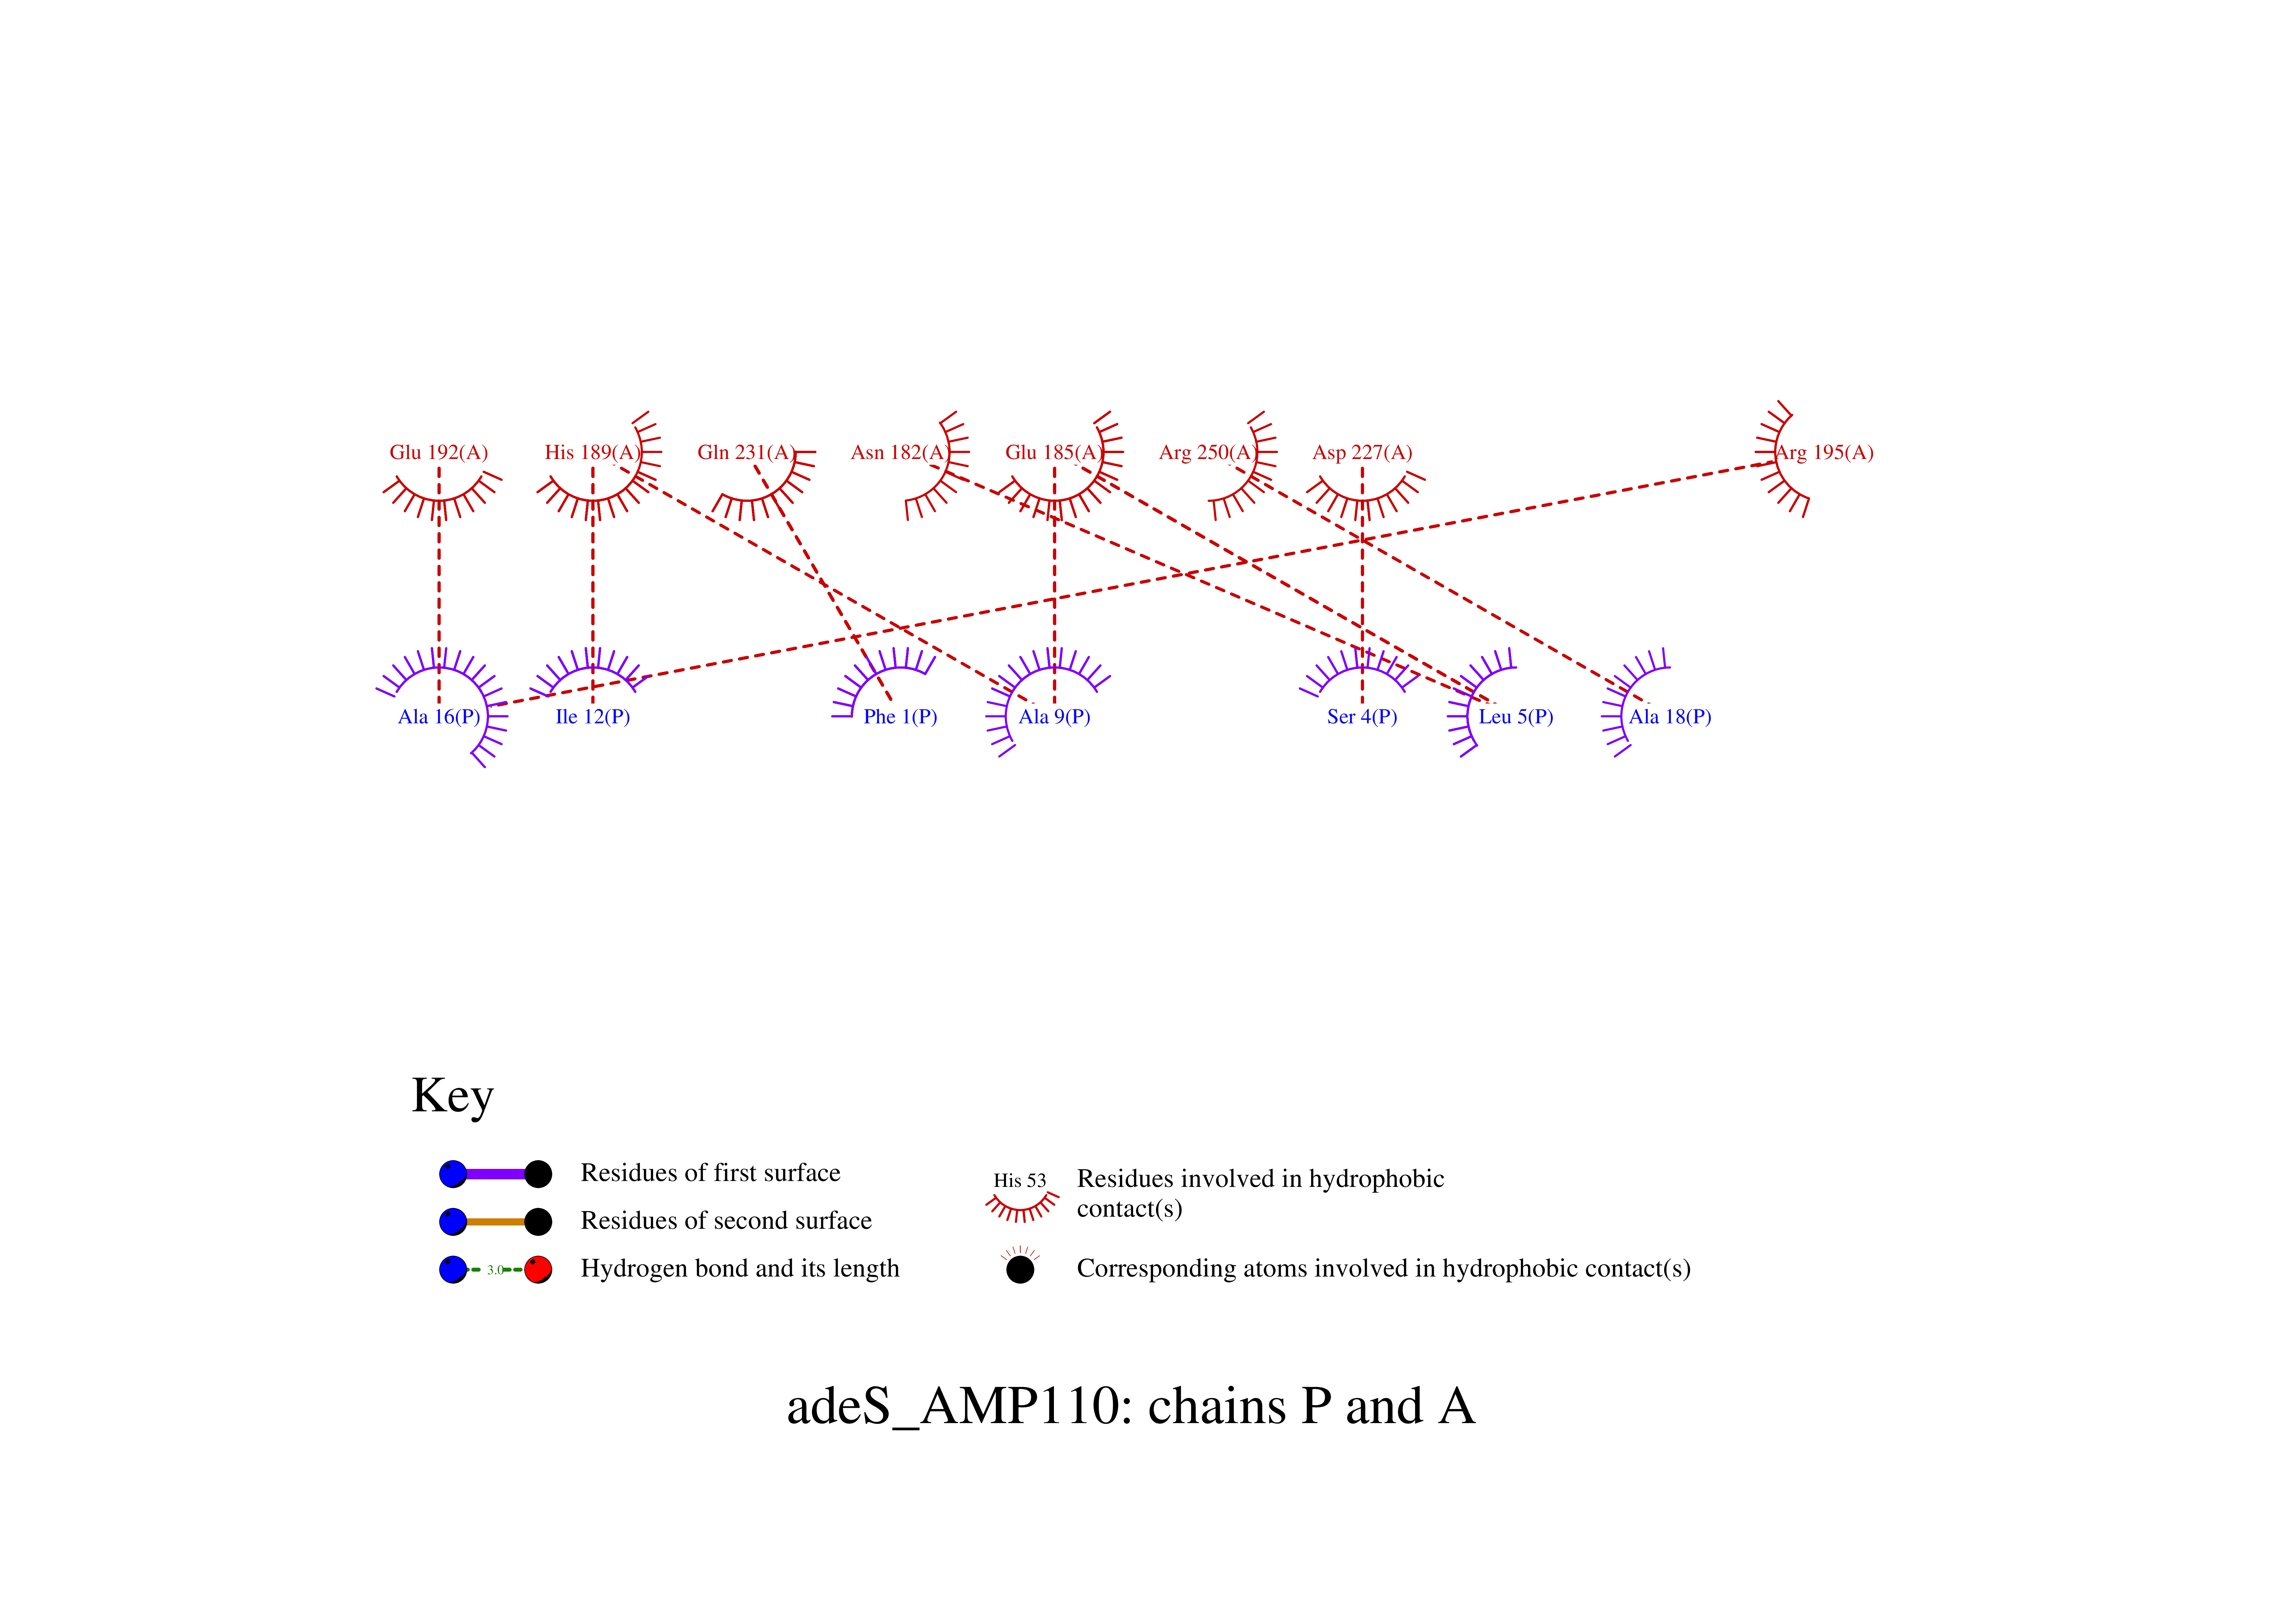 Glu 192(A) His 189(A) Gln 231(A) Asn 182(A) Glu 185(A) Arg 250(A) Asp 227(A) Arg 195(A)
Ala 16(P) Ile 12(P) Phe 1(P) Ala 9(P) Ser 4(P) Leu 5(P) Ala 18(P)
Key
Residues of first surface
Residues of second surface
3.0 Hydrogen bond and its length
His 53 Residues involved in hydrophobic
contact(s)
Corresponding atoms involved in hydrophobic contact(s)
adeS_AMP110: chains P and A